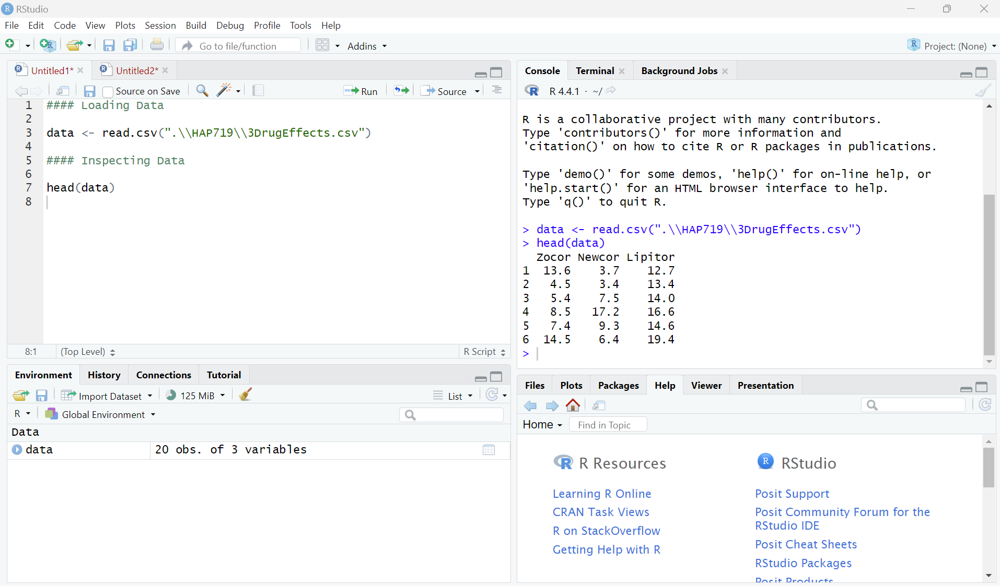 RStudio
File Edit Code View Plots Session Build Debug Profile Tools Help
Go to file/function Addins Project: (None)
Untitled1* Untitled2*
Source on Save Run Source
1 #### Loading Data
2
3 data <- read.csv(".\\HAP719\\3DrugEffects.csv")
4
5 #### Inspecting Data
6
7 head(data)
8
8:1 (Top Level) R Script
Environment History Connections Tutorial
Import Dataset 125 MiB List
R Global Environment
Data
data 20 obs. of 3 variables
Console Terminal Background Jobs
R 4.4.1 · ~/
R is a collaborative project with many contributors.
Type 'contributors()' for more information and
'citation()' on how to cite R or R packages in publications.
Type 'demo()' for some demos, 'help()' for on-line help, or
'help.start()' for an HTML browser interface to help.
Type 'q()' to quit R.
> data <- read.csv(".\\HAP719\\3DrugEffects.csv")
> head(data)
Zocor Newcor Lipitor
1 13.6 3.7 12.7
2 4.5 3.4 13.4
3 5.4 7.5 14.0
4 8.5 17.2 16.6
5 7.4 9.3 14.6
6 14.5 6.4 19.4
>
Files Plots Packages Help Viewer Presentation
Home Find in Topic
R Resources
Learning R Online
CRAN Task Views
R on StackOverflow
Getting Help with R
RStudio
Posit Support
Posit Community Forum for the
RStudio IDE
Posit Cheat Sheets
RStudio Packages
Posit Products